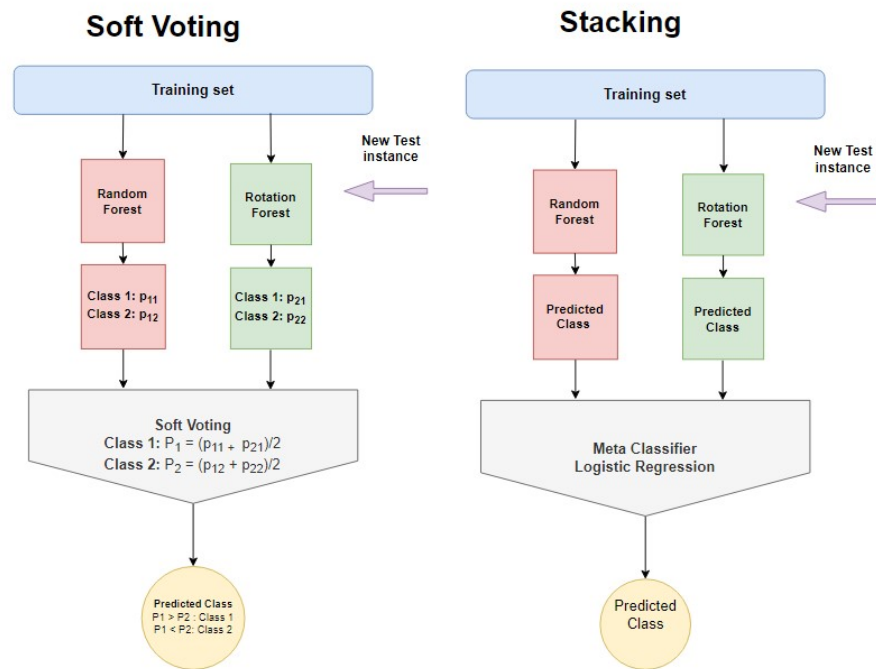 Soft Voting
Training set
New Test
instance
Random
Forest
Rotation
Forest
Class 1: p11
Class 2: p12
Class 1: p21
Class 2: p22
Soft Voting
Class 1: P1 = (p11 + p21)/2
Class 2: P2 = (p12 + p22)/2
Predicted Class
P1 > P2 : Class 1
P1 < P2: Class 2
Stacking
Training set
New Test
instance
Random
Forest
Rotation
Forest
Predicted
Class
Predicted
Class
Meta Classifier
Logistic Regression
Predicted
Class